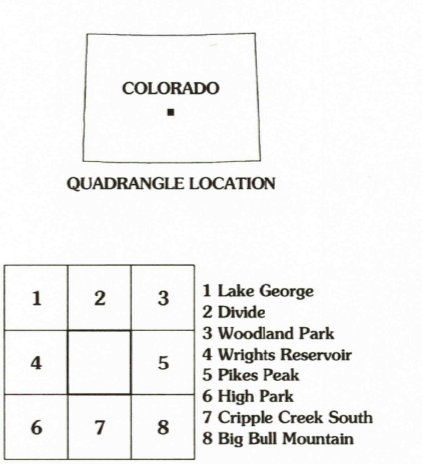 COLORADO
QUADRANGLE LOCATION
1 2 3
4 5
6 7 8
1 Lake George
2 Divide
3 Woodland Park
4 Wrights Reservoir
5 Pikes Peak
6 High Park
7 Cripple Creek South
8 Big Bull Mountain